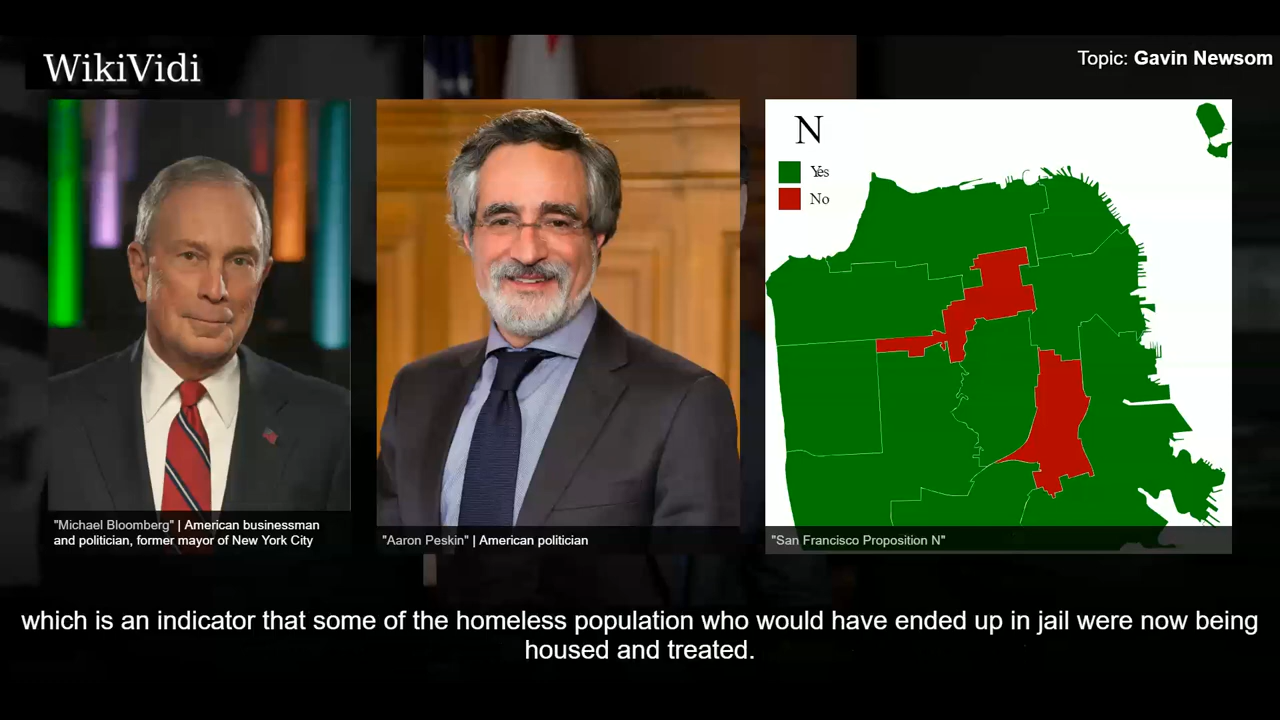 WikiVidi
Topic: Gavin Newsom
N
Yes
No
"Michael Bloomberg" | American businessman
and politician, former mayor of New York City
"Aaron Peskin" | American politician
"San Francisco Proposition N"
which is an indicator that some of the homeless population who would have ended up in jail were now being
housed and treated.